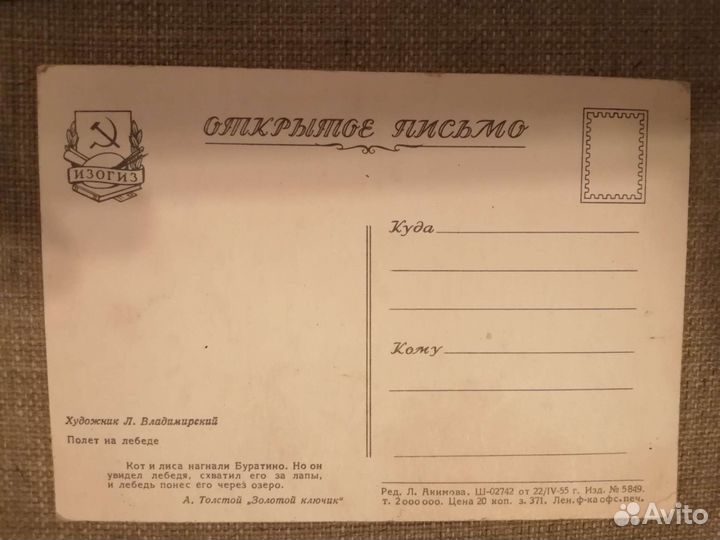 ОТКРЫТОЕ ПИСЬМО
ИЗОГИЗ
Куда
Кому
Художник Л. Владимирский
Полет на лебеде
Кот и лиса нагнали Буратино. Но он
увидел лебедя, схватил его за лапы,
и лебедь понес его через озеро.
А. Толстой „Золотой ключик“
Ред. Л. Акимова. Ш-02742 от 22/IV-55 г. Изд. № 5849.
т. 2 000 000. Цена 20 коп. з. 371. Лен. ф-ка офс. печ.
Avito